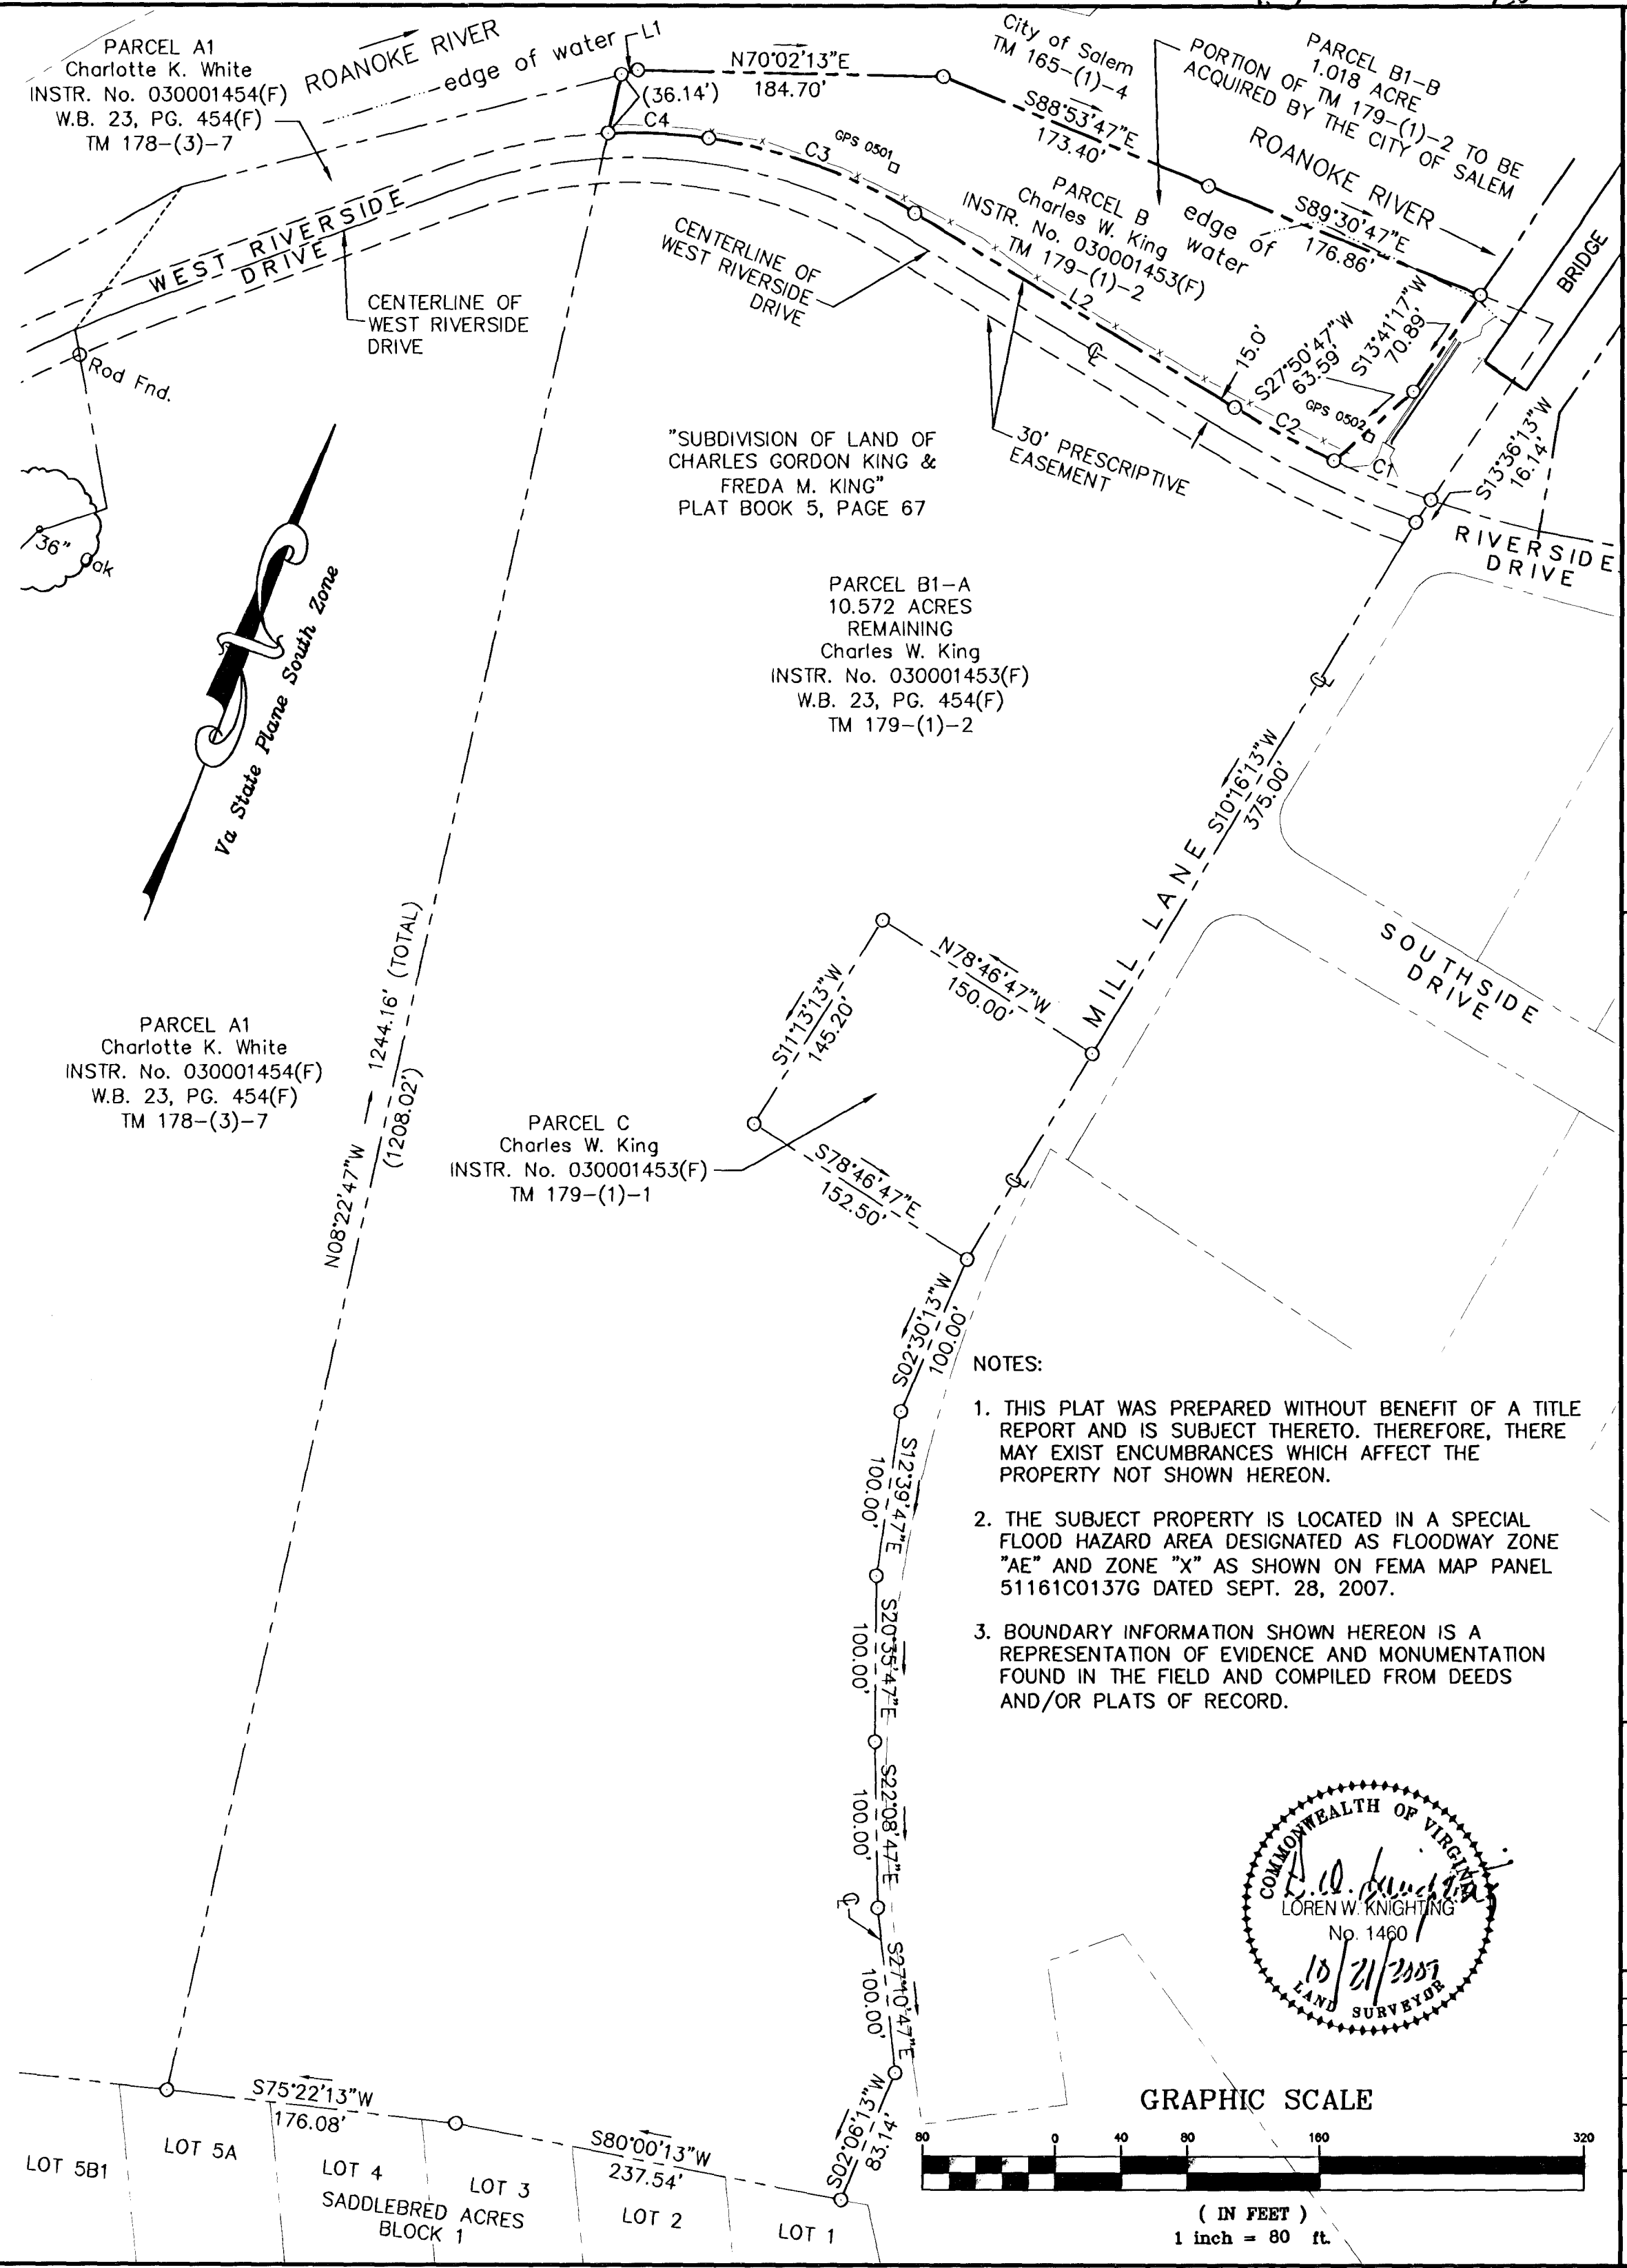 PARCEL A1
Charlotte K. White
INSTR. No. 030001454(F)
W.B. 23, PG. 454(F)
TM 178-(3)-7
ROANOKE RIVER
edge of water
L1
N70°02'13"E
184.70'
(36.14')
C4
C3
GPS 0501
City of Salem
TM 165-(1)-4
S88°53'47"E
173.40'
PARCEL B1-B
1.018 ACRE
PORTION OF TM 179-(1)-2 TO BE
ACQUIRED BY THE CITY OF SALEM
ROANOKE RIVER
PARCEL B
Charles W. King
INSTR. No. 030001453(F)
TM 179-(1)-2
edge of
water
S89°30'47"E
176.86'
BRIDGE
WEST RIVERSIDE
DRIVE
CENTERLINE OF
WEST RIVERSIDE
DRIVE
CENTERLINE OF
WEST RIVERSIDE
DRIVE
L2
15.0'
S27°50'47"W
63.59'
S13°41'17"W
70.89'
GPS 0502
C2
C1
S13°36'13"W
16.14'
Rod Fnd.
36"
Oak
30' PRESCRIPTIVE
EASEMENT
RIVERSIDE
DRIVE
"SUBDIVISION OF LAND OF
CHARLES GORDON KING &
FREDA M. KING"
PLAT BOOK 5, PAGE 67
PARCEL B1-A
10.572 ACRES
REMAINING
Charles W. King
INSTR. No. 030001453(F)
W.B. 23, PG. 454(F)
TM 179-(1)-2
Va State Plane South Zone
S10°16'13"W
375.00'
MILL LANE
SOUTHSIDE
DRIVE
N78°46'47"W
150.00'
S11°13'13"W
145.20'
S78°46'47"E
152.50'
PARCEL A1
Charlotte K. White
INSTR. No. 030001454(F)
W.B. 23, PG. 454(F)
TM 178-(3)-7
N08°22'47"W
1244.16' (TOTAL)
(1208.02')
PARCEL C
Charles W. King
INSTR. No. 030001453(F)
TM 179-(1)-1
S02°30'13"W
100.00'
S12°39'47"E
100.00'
S20°35'47"E
100.00'
S22°08'47"E
100.00'
S27°10'47"E
100.00'
S02°06'13"W
83.14'
NOTES:
1. THIS PLAT WAS PREPARED WITHOUT BENEFIT OF A TITLE
REPORT AND IS SUBJECT THERETO. THEREFORE, THERE
MAY EXIST ENCUMBRANCES WHICH AFFECT THE
PROPERTY NOT SHOWN HEREON.
2. THE SUBJECT PROPERTY IS LOCATED IN A SPECIAL
FLOOD HAZARD AREA DESIGNATED AS FLOODWAY ZONE
"AE" AND ZONE "X" AS SHOWN ON FEMA MAP PANEL
51161C0137G DATED SEPT. 28, 2007.
3. BOUNDARY INFORMATION SHOWN HEREON IS A
REPRESENTATION OF EVIDENCE AND MONUMENTATION
FOUND IN THE FIELD AND COMPILED FROM DEEDS
AND/OR PLATS OF RECORD.
COMMONWEALTH OF VIRGINIA
LOREN W. KNIGHTING
No. 1460
LAND SURVEYOR
S75°22'13"W
176.08'
S80°00'13"W
237.54'
LOT 5B1
LOT 5A
LOT 4
LOT 3
LOT 2
LOT 1
SADDLEBRED ACRES
BLOCK 1
GRAPHIC SCALE
80 0 40 80 160 320
( IN FEET )
1 inch = 80 ft.